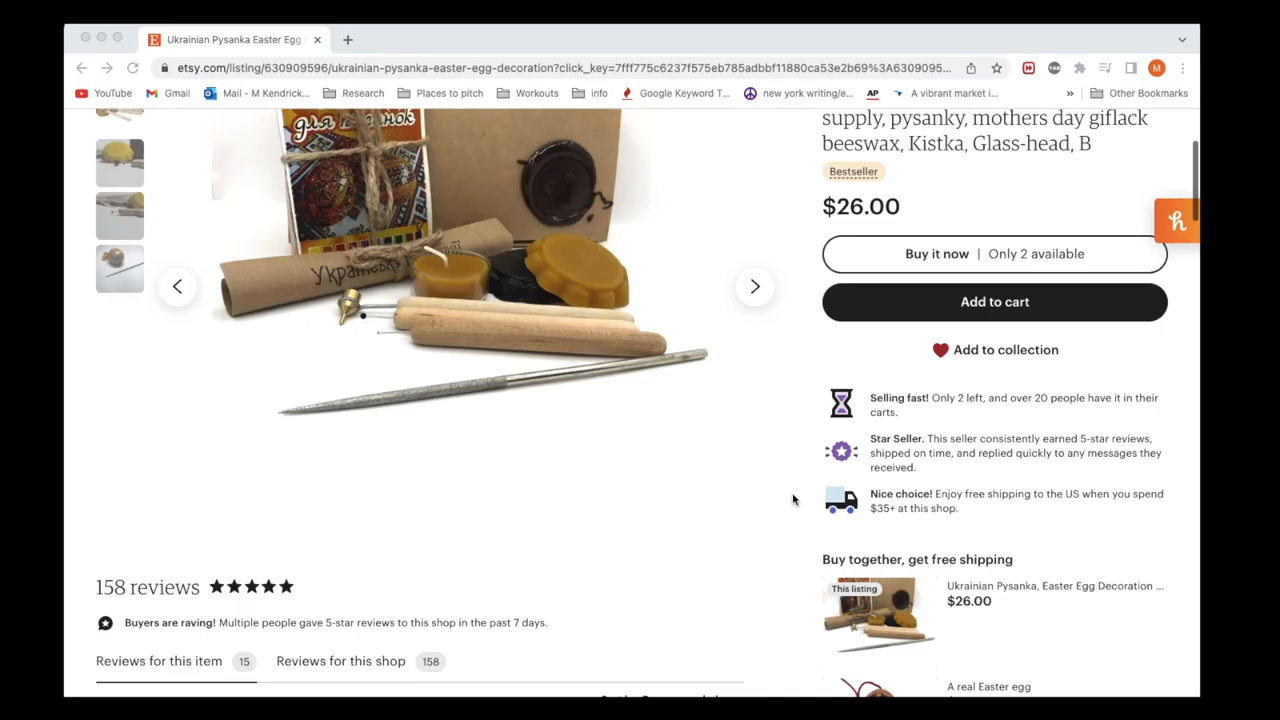 Ukrainian Pysanka Easter Egg
etsy.com/listing/630909596/ukrainian-pysanka-easter-egg-decoration?click_key=7fff775c6237f575eb785adbbf11880ca53e2b69%3A6309095...
M
YouTube
Gmail
Mail - M Kendrick...
Research
Places to pitch
Workouts
info
Google Keyword T...
new york writing/e...
AP
A vibrant market i...
»
Other Bookmarks
supply, pysanky, mothers day giflack
beeswax, Kistka, Glass-head, B
Bestseller
$26.00
Buy it now | Only 2 available
Add to cart
Add to collection
Selling fast! Only 2 left, and over 20 people have it in their
carts.
Star Seller. This seller consistently earned 5-star reviews,
shipped on time, and replied quickly to any messages they
received.
Nice choice! Enjoy free shipping to the US when you spend
$35+ at this shop.
Buy together, get free shipping
This listing
Ukrainian Pysanka, Easter Egg Decoration ...
$26.00
A real Easter egg
для
158 reviews
Buyers are raving! Multiple people gave 5-star reviews to this shop in the past 7 days.
Reviews for this item 15
Reviews for this shop 158